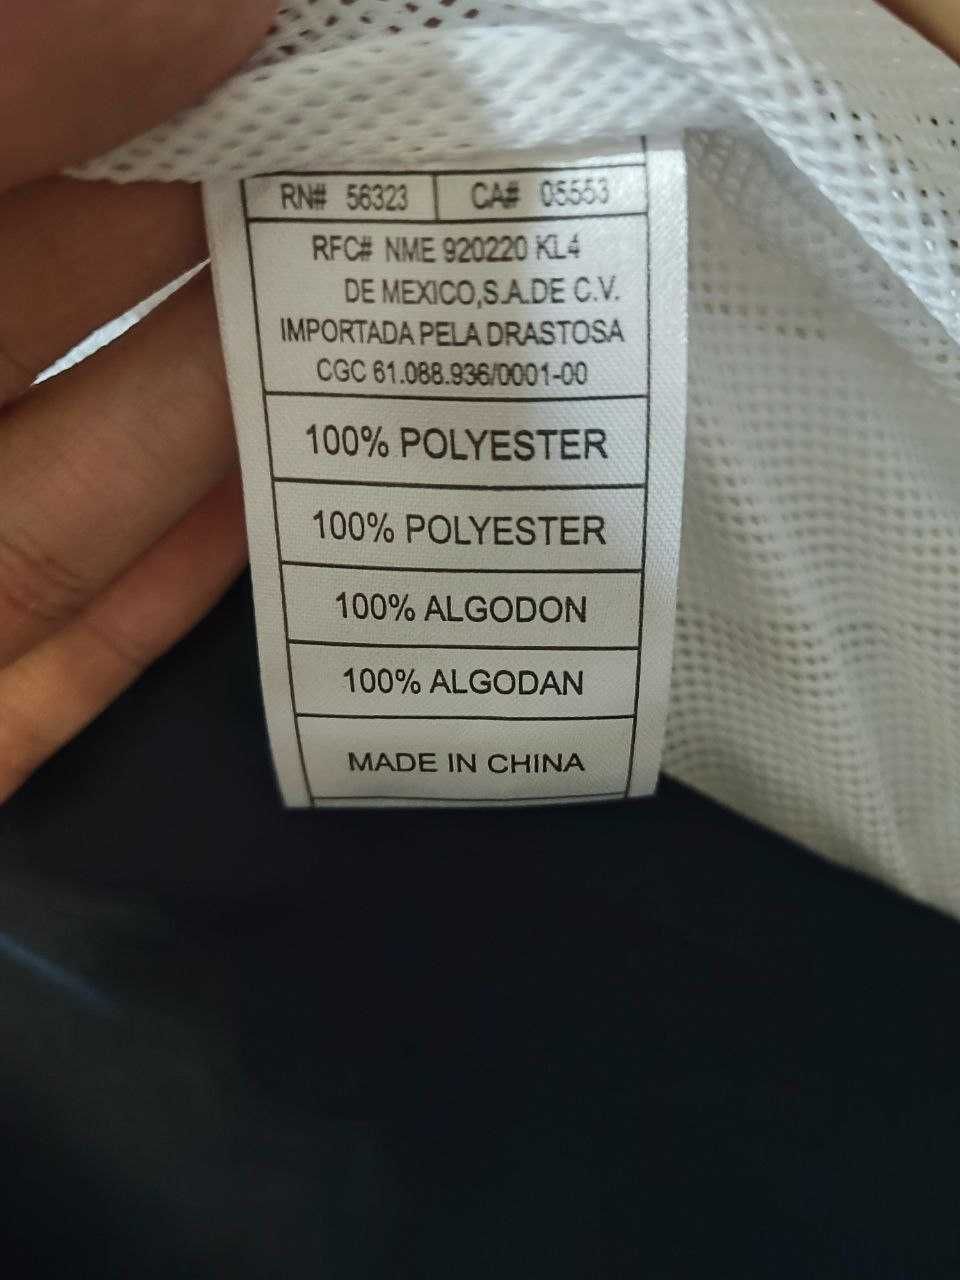 RN# 56323 CA# 05553
RFC# NME 920220 KL4
DE MEXICO,S.A.DE C.V.
IMPORTADA PELA DRASTOSA
CGC 61.088.936/0001-00
100% POLYESTER
100% POLYESTER
100% ALGODON
100% ALGODAN
MADE IN CHINA